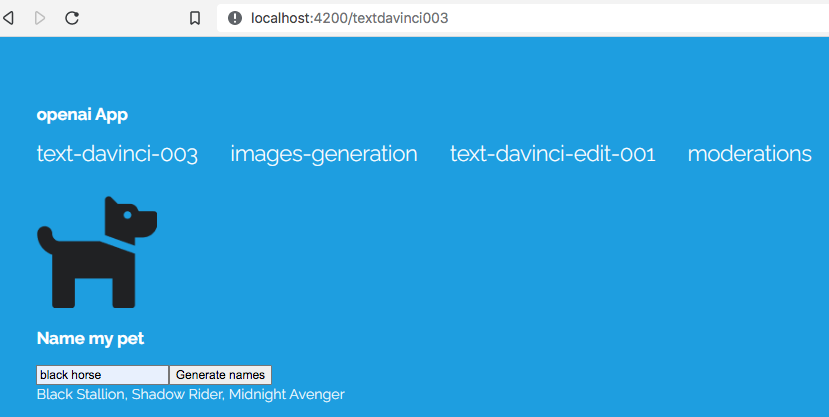 localhost:4200/textdavinci003
openai App
text-davinci-003 images-generation text-davinci-edit-001 moderations
Name my pet
black horse Generate names
Black Stallion, Shadow Rider, Midnight Avenger